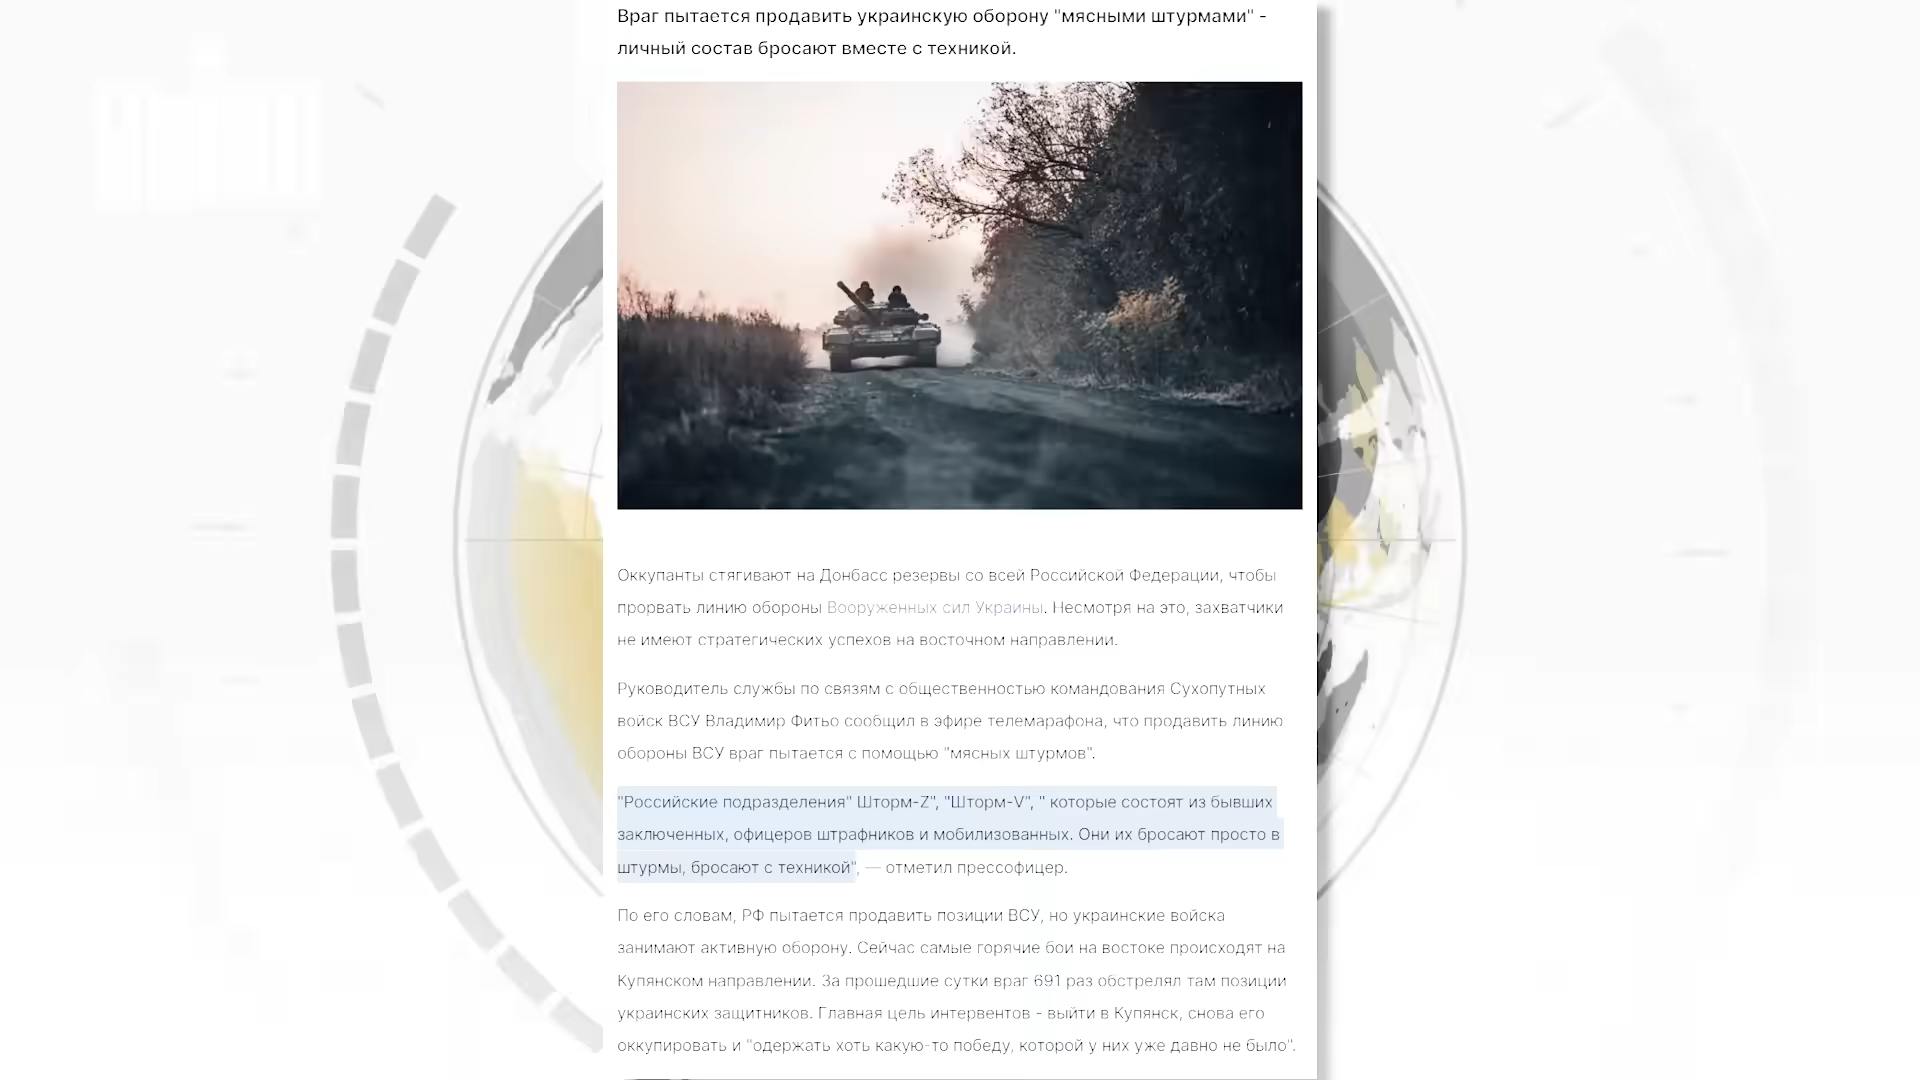 Враг пытается продавить украинскую оборону "мясными штурмами" -
личный состав бросают вместе с техникой.
Оккупанты стягивают на Донбасс резервы со всей Российской Федерации, чтобы
прорвать линию обороны Вооруженных сил Украины. Несмотря на это, захватчики
не имеют стратегических успехов на восточном направлении.
Руководитель службы по связям с общественностью командования Сухопутных
войск ВСУ Владимир Фитьо сообщил в эфире телемарафона, что продавить линию
обороны ВСУ враг пытается с помощью "мясных штурмов".
"Российские подразделения" Шторм-Z", "Шторм-V", " которые состоят из бывших
заключенных, офицеров штрафников и мобилизованных. Они их бросают просто в
штурмы, бросают с техникой", — отметил прессофицер.
По его словам, РФ пытается продавить позиции ВСУ, но украинские войска
занимают активную оборону. Сейчас самые горячие бои на востоке происходят на
Купянском направлении. За прошедшие сутки враг 691 раз обстрелял там позиции
украинских защитников. Главная цель интервентов - выйти в Купянск, снова его
оккупировать и "одержать хоть какую-то победу, которой у них уже давно не было".